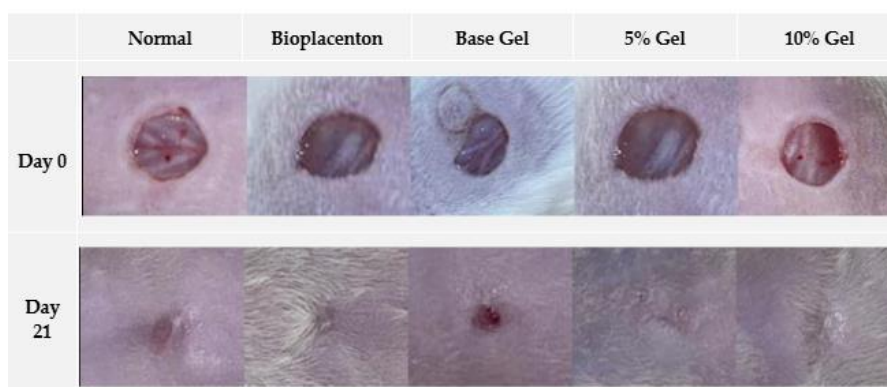 Normal
Bioplacenton
Base Gel
5% Gel
10% Gel
Day 0
Day
21